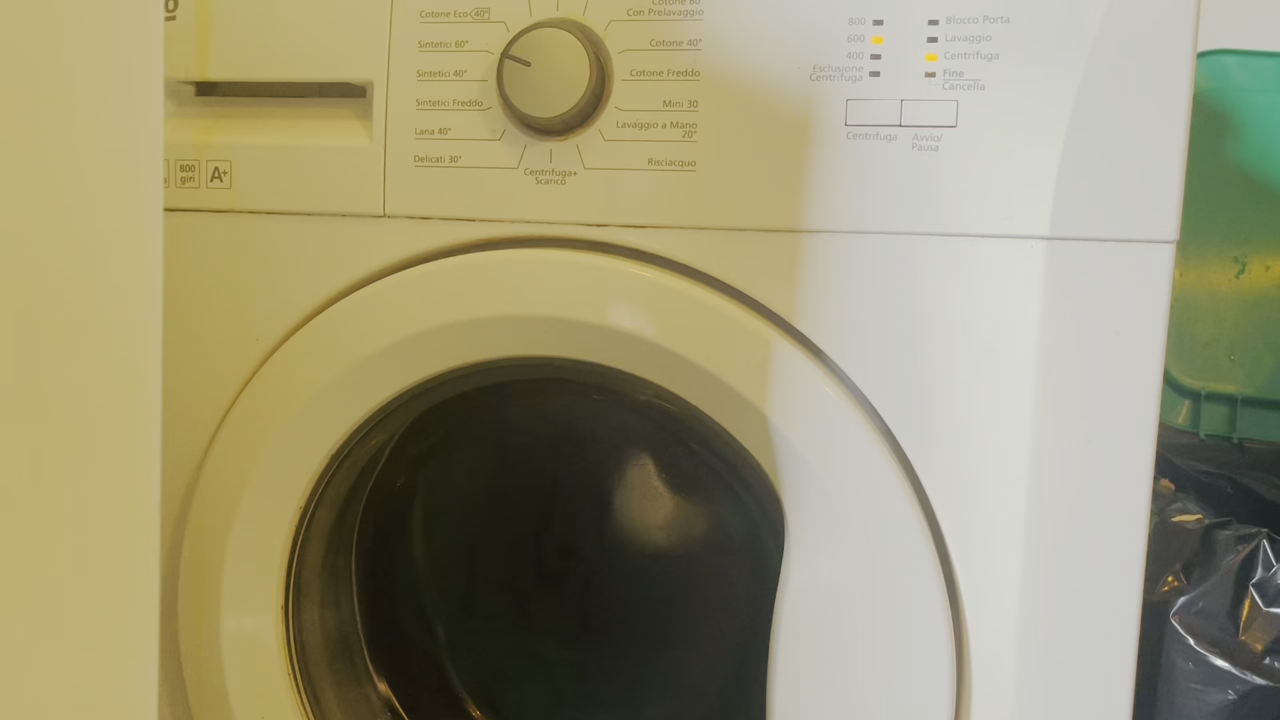 Cotone Eco 40°
Sintetici 60°
Sintetici 40°
Sintetici Freddo
Lana 40°
Delicati 30°
Centrifuga+
Scarico
Cotone 60°
Con Prelavaggio
Cotone 40°
Cotone Freddo
Mini 30
Lavaggio a Mano
20°
Risciacquo
800
600
400
Esclusione
Centrifuga
Blocco Porta
Lavaggio
Centrifuga
Fine
Cancella
Centrifuga
Avvio/
Pausa
800
giri
A+